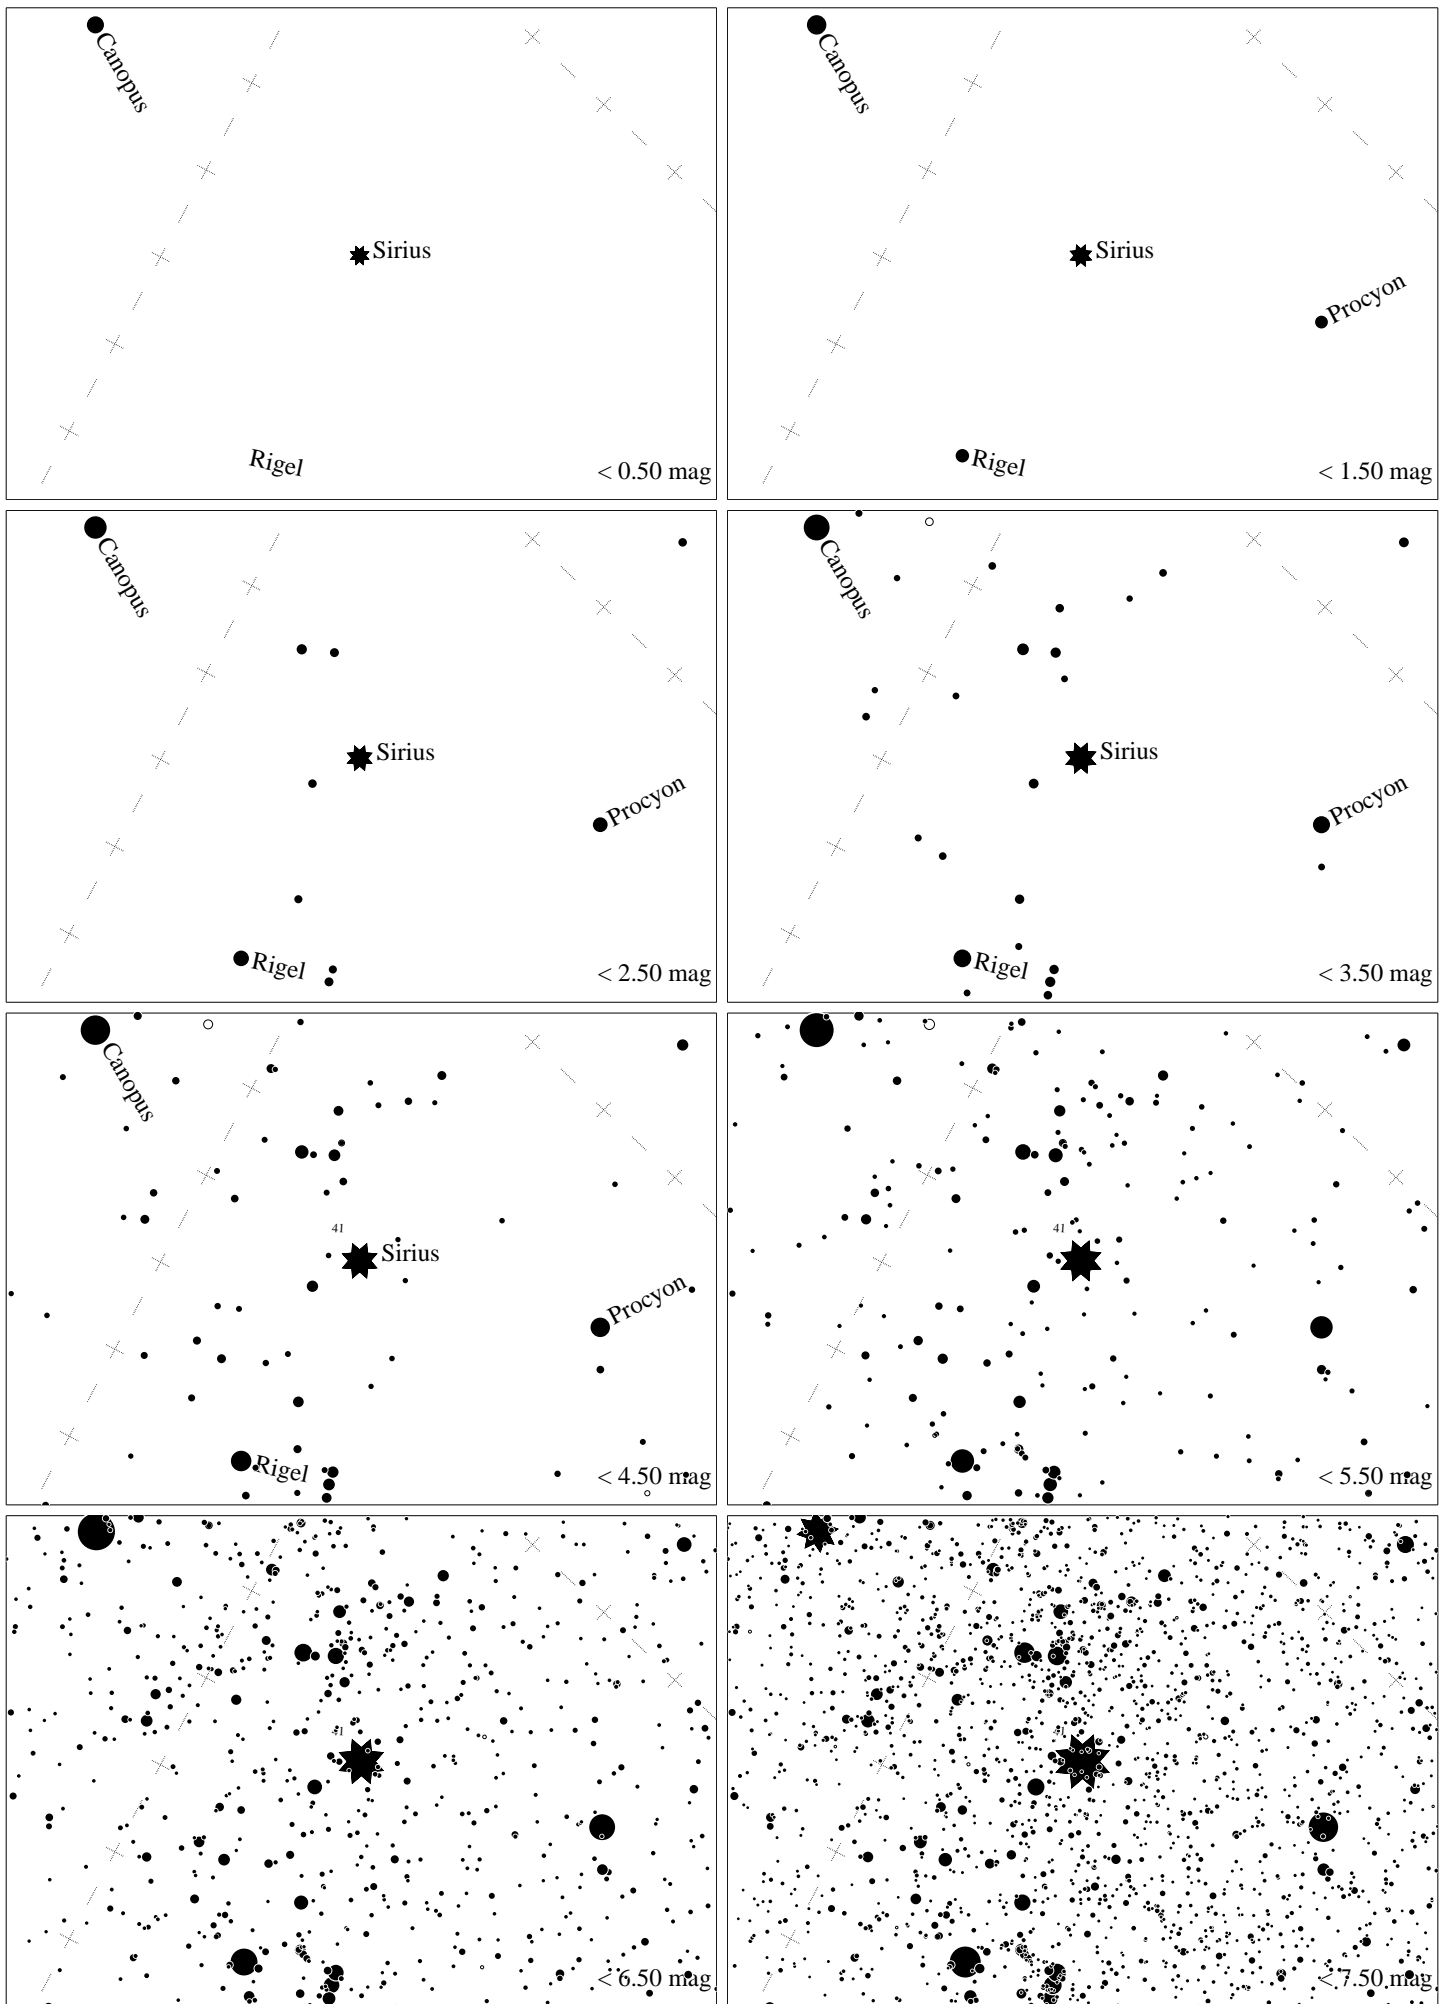 Canopus
Sirius
Rigel
< 0.50 mag
Canopus
Sirius
Procyon
Rigel
< 1.50 mag
Canopus
Sirius
Procyon
Rigel
< 2.50 mag
Canopus
Sirius
Procyon
Rigel
< 3.50 mag
Canopus
41
Sirius
Procyon
Rigel
< 4.50 mag
41
< 5.50 mag
41
< 6.50 mag
41
< 7.50 mag